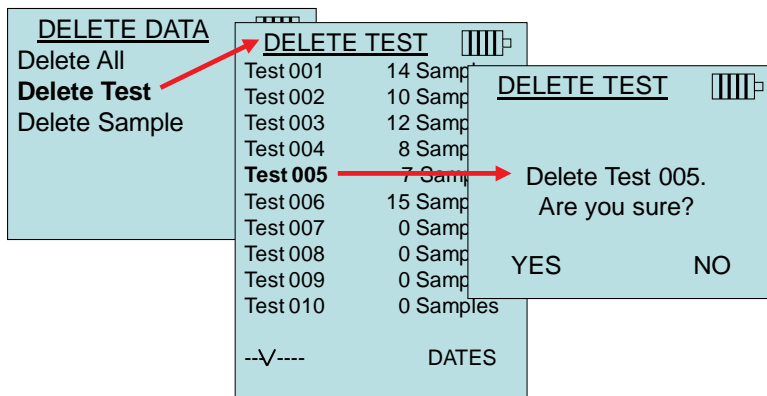 DELETE DATA
Delete All
Delete Test
Delete Sample
DELETE TEST
Test 001 14 Samp
Test 002 10 Samp
Test 003 12 Samp
Test 004 8 Samp
Test 005 7 Samp
Test 006 15 Samp
Test 007 0 Samp
Test 008 0 Samp
Test 009 0 Samp
Test 010 0 Samples
--\/---- DATES
DELETE TEST
Delete Test 005.
Are you sure?
YES NO